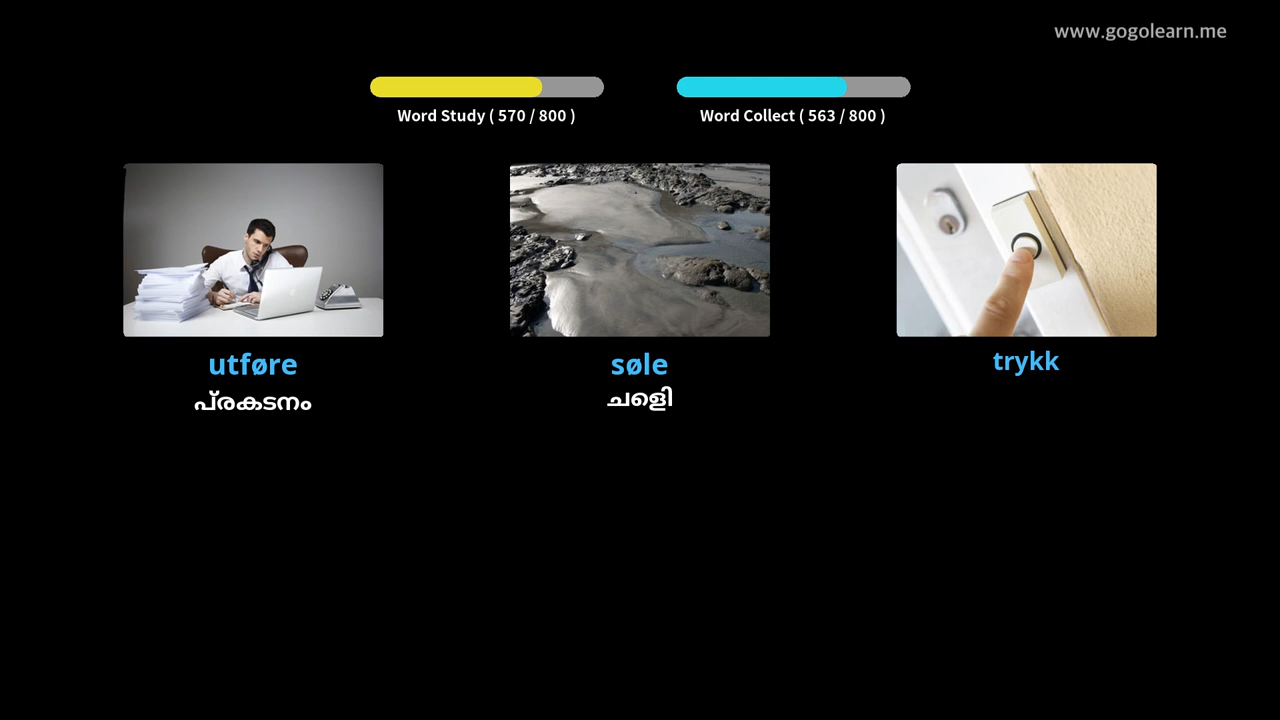 www.gogolearn.me
Word Study ( 570 / 800 )
Word Collect ( 563 / 800 )
utføre
søle
trykk
പ്രകടനം
ചളി